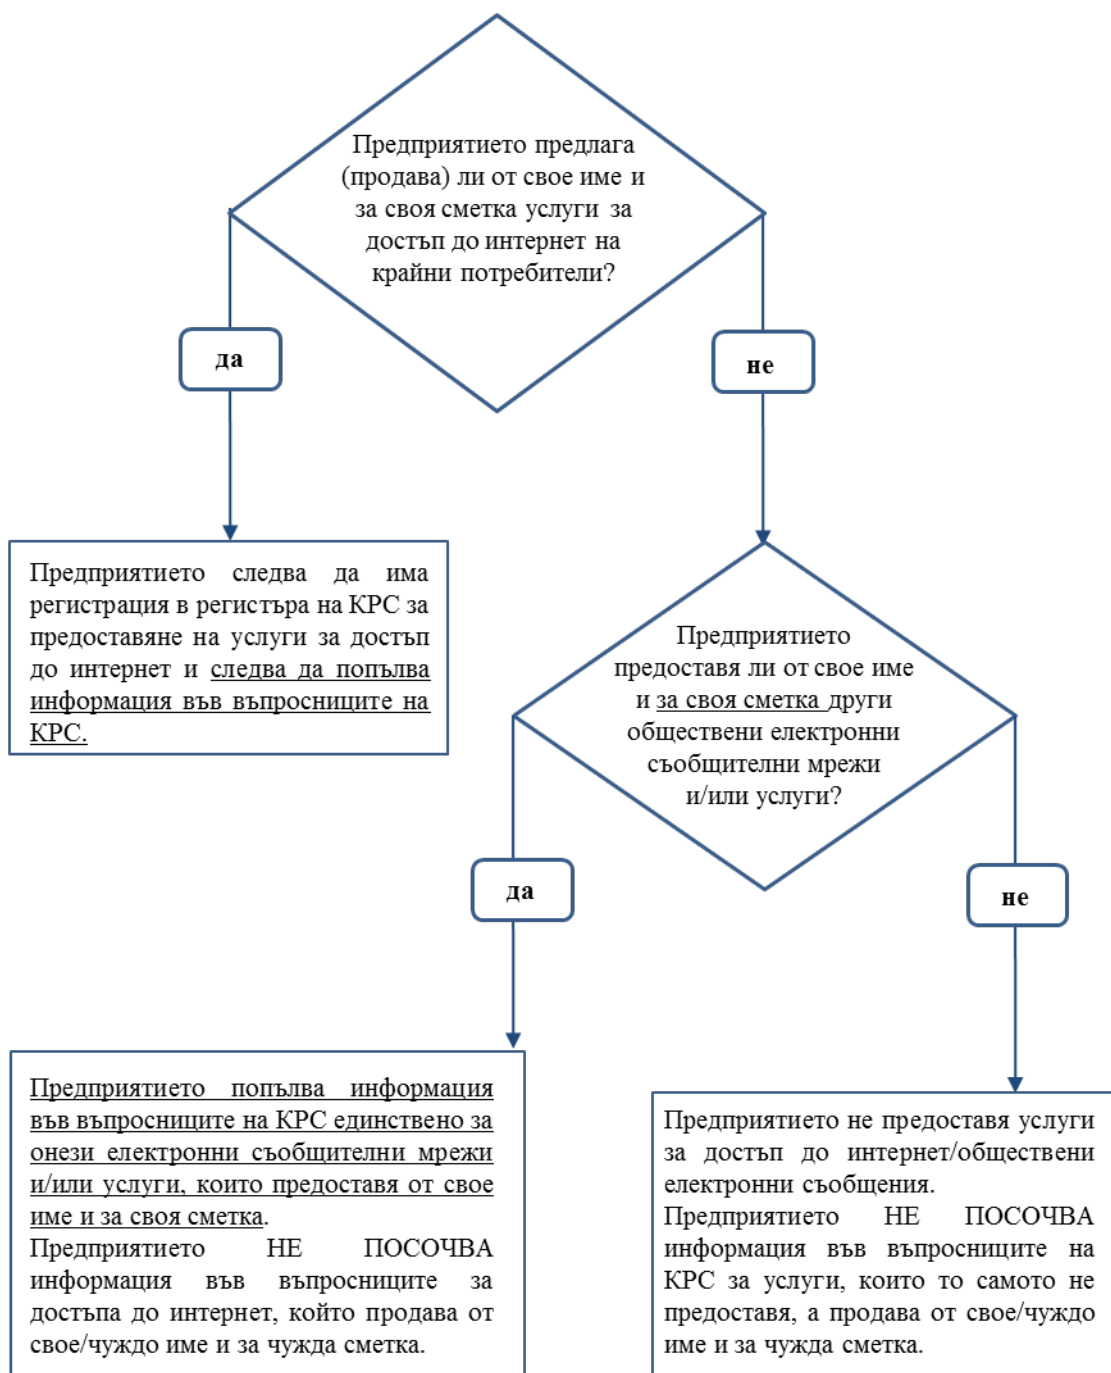 Предприятието предлага
(продава) ли от свое име и
за своя сметка услуги за
достъп до интернет на
крайни потребители?
да
не
Предприятието следва да има
регистрация в регистъра на КРС за
предоставяне на услуги за достъп
до интернет и следва да попълва
информация във въпросниците на
КРС.
Предприятието
предоставя ли от свое име
и за своя сметка други
обществени електронни
съобщителни мрежи
и/или услуги?
да
не
Предприятието попълва информация
във въпросниците на КРС единствено за
онези електронни съобщителни мрежи
и/или услуги, които предоставя от свое
име и за своя сметка.
Предприятието НЕ ПОСОЧВА
информация във въпросниците за
достъпа до интернет, който продава от
свое/чуждо име и за чужда сметка.
Предприятието не предоставя услуги
за достъп до интернет/обществени
електронни съобщения.
Предприятието НЕ ПОСОЧВА
информация във въпросниците на
КРС за услуги, които то самото не
предоставя, а продава от свое/чуждо
име и за чужда сметка.